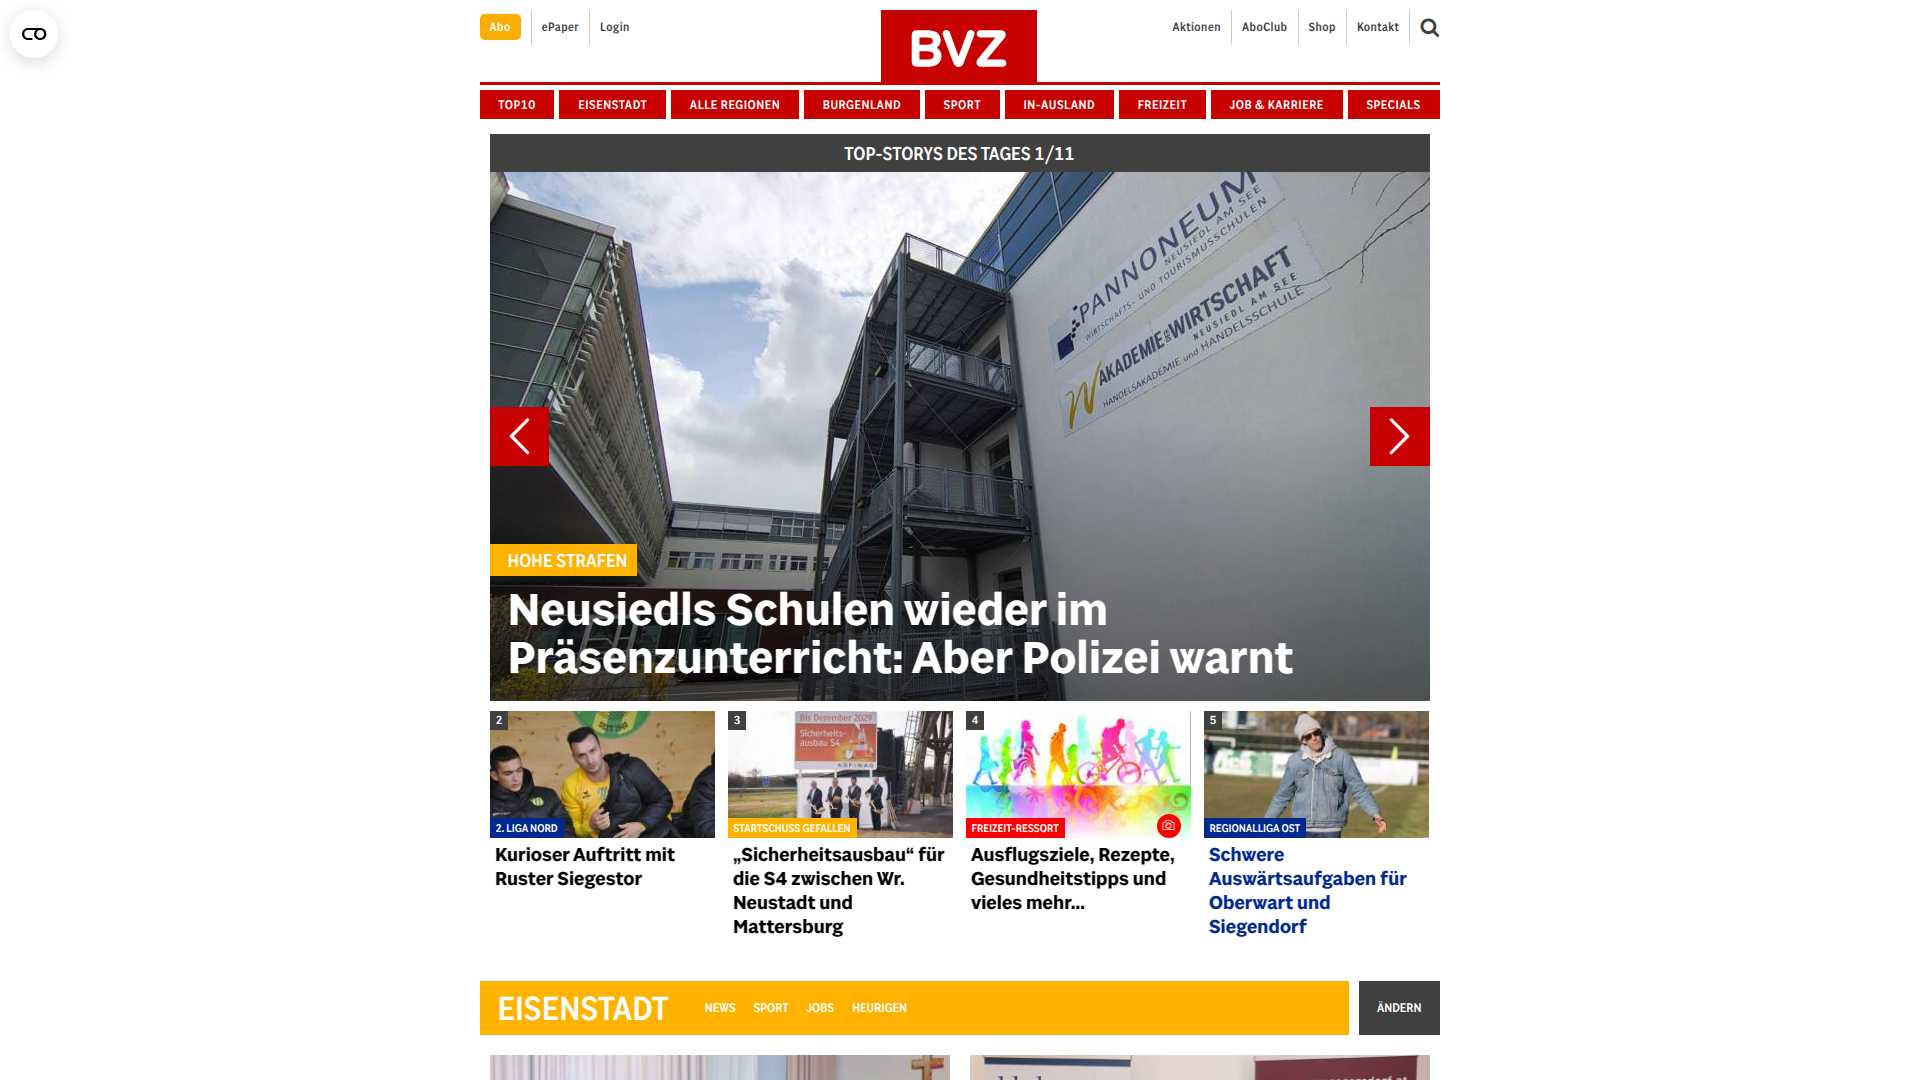 Abo
ePaper
Login
BVZ
Aktionen
AboClub
Shop
Kontakt
TOP10
EISENSTADT
ALLE REGIONEN
BURGENLAND
SPORT
IN-AUSLAND
FREIZEIT
JOB & KARRIERE
SPECIALS
TOP-STORYS DES TAGES 1/11
PANNONEUM
NEUSIEDL AM SEE
WIRTSCHAFTS- UND TOURISMUSSCHULEN
AKADEMIE DER WIRTSCHAFT
NEUSIEDL AM SEE
HANDELSAKADEMIE und HANDELSSCHULE
HOHE STRAFEN
Neusiedls Schulen wieder im
Präsenzunterricht: Aber Polizei warnt
2
2. LIGA NORD
Kurioser Auftritt mit
Ruster Siegestor
3
Bis Dezember 2029
Sicherheits-
ausbau S4
ASFINAG
STARTSCHUSS GEFALLEN
„Sicherheitsausbau“ für
die S4 zwischen Wr.
Neustadt und
Mattersburg
4
FREIZEIT-RESSORT
Ausflugsziele, Rezepte,
Gesundheitstipps und
vieles mehr...
5
REGIONALLIGA OST
Schwere
Auswärtsaufgaben für
Oberwart und
Siegendorf
EISENSTADT
NEWS
SPORT
JOBS
HEURIGEN
ÄNDERN